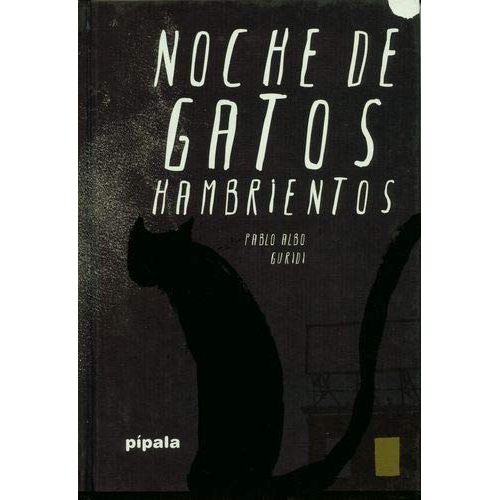 NOCHE DE
GATOS
HAMBRIENTOS
PABLO ALBO
GURIDI
pípala